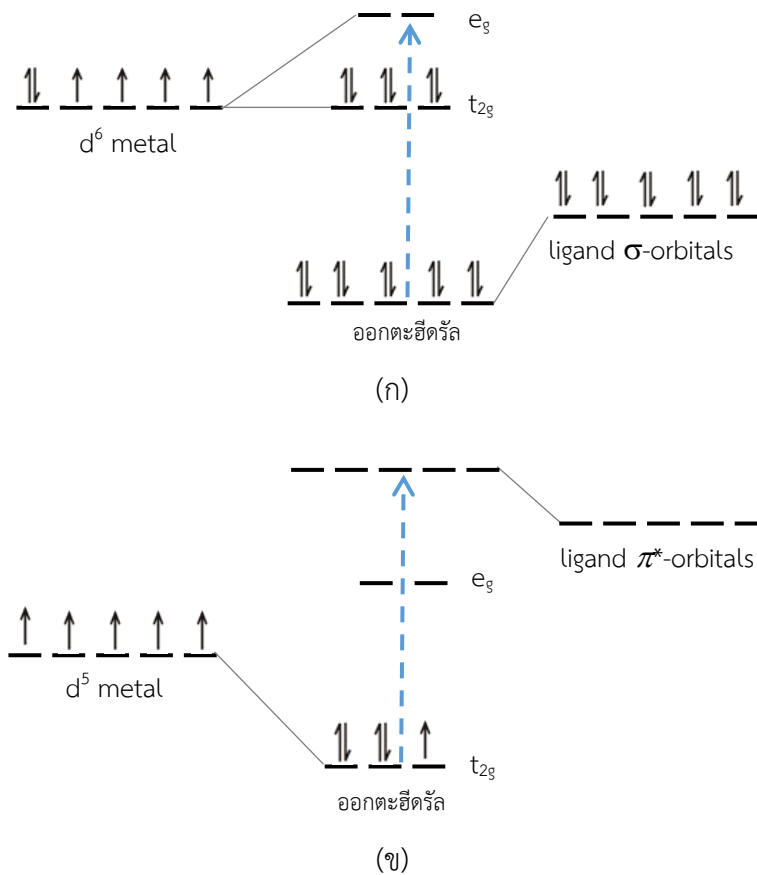 e_g
t_2g
d^6 metal
ligand σ-orbitals
ออกตะฮีดรัล
(ก)
ligand π*-orbitals
e_g
d^5 metal
t_2g
ออกตะฮีดรัล
(ข)